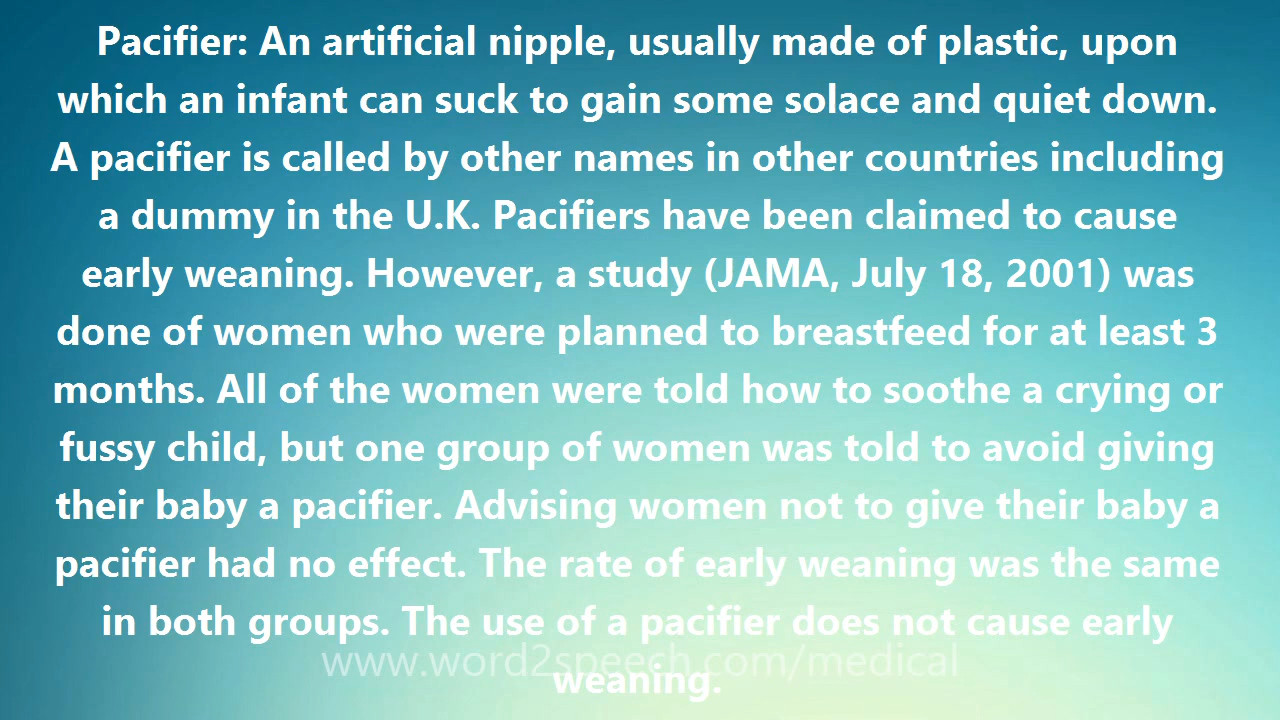 Pacifier: An artificial nipple, usually made of plastic, upon
which an infant can suck to gain some solace and quiet down.
A pacifier is called by other names in other countries including
a dummy in the U.K. Pacifiers have been claimed to cause
early weaning. However, a study (JAMA, July 18, 2001) was
done of women who were planned to breastfeed for at least 3
months. All of the women were told how to soothe a crying or
fussy child, but one group of women was told to avoid giving
their baby a pacifier. Advising women not to give their baby a
pacifier had no effect. The rate of early weaning was the same
in both groups. The use of a pacifier does not cause early
www.word2speech.com/medical
weaning.